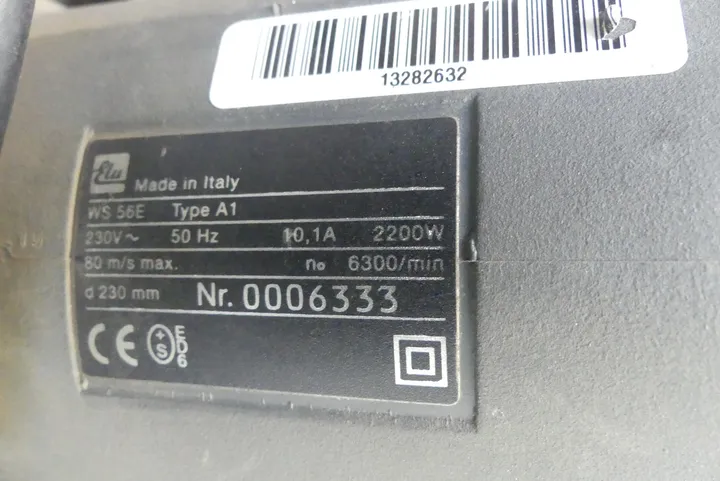 13282632
Elu
Made in Italy
WS 56E Type A1
230V~ 50 Hz 10,1A 2200W
80 m/s max. n₀ 6300/min
d 230 mm Nr. 0006333
CE +S